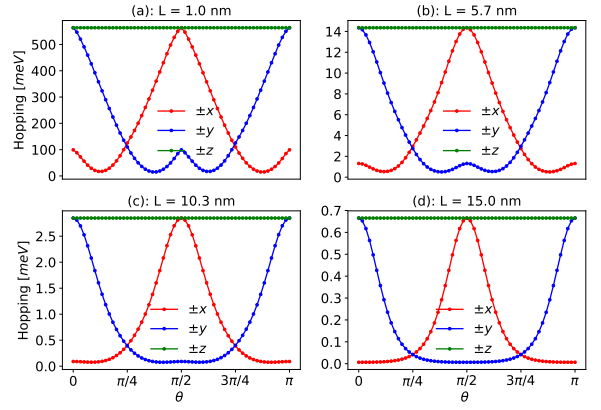 (a): L = 1.0 nm
Hopping [meV]
500
400
300
200
100
0
±x
±y
±z
(b): L = 5.7 nm
14
12
10
8
6
4
2
0
±x
±y
±z
(c): L = 10.3 nm
Hopping [meV]
2.5
2.0
1.5
1.0
0.5
0.0
±x
±y
±z
0 π/4 π/2 3π/4 π
θ
(d): L = 15.0 nm
0.7
0.6
0.5
0.4
0.3
0.2
0.1
0.0
±x
±y
±z
0 π/4 π/2 3π/4 π
θ